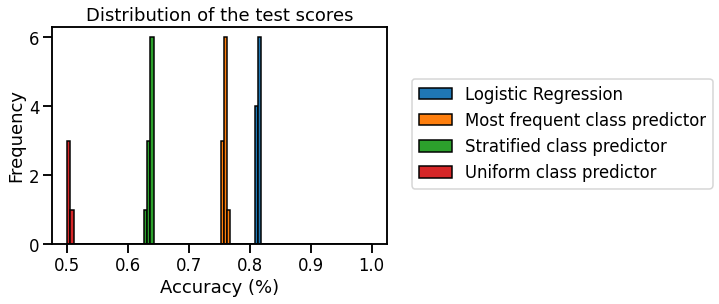 Distribution of the test scores
Frequency
6
4
2
0
0.5 0.6 0.7 0.8 0.9 1.0
Accuracy (%)
Logistic Regression
Most frequent class predictor
Stratified class predictor
Uniform class predictor